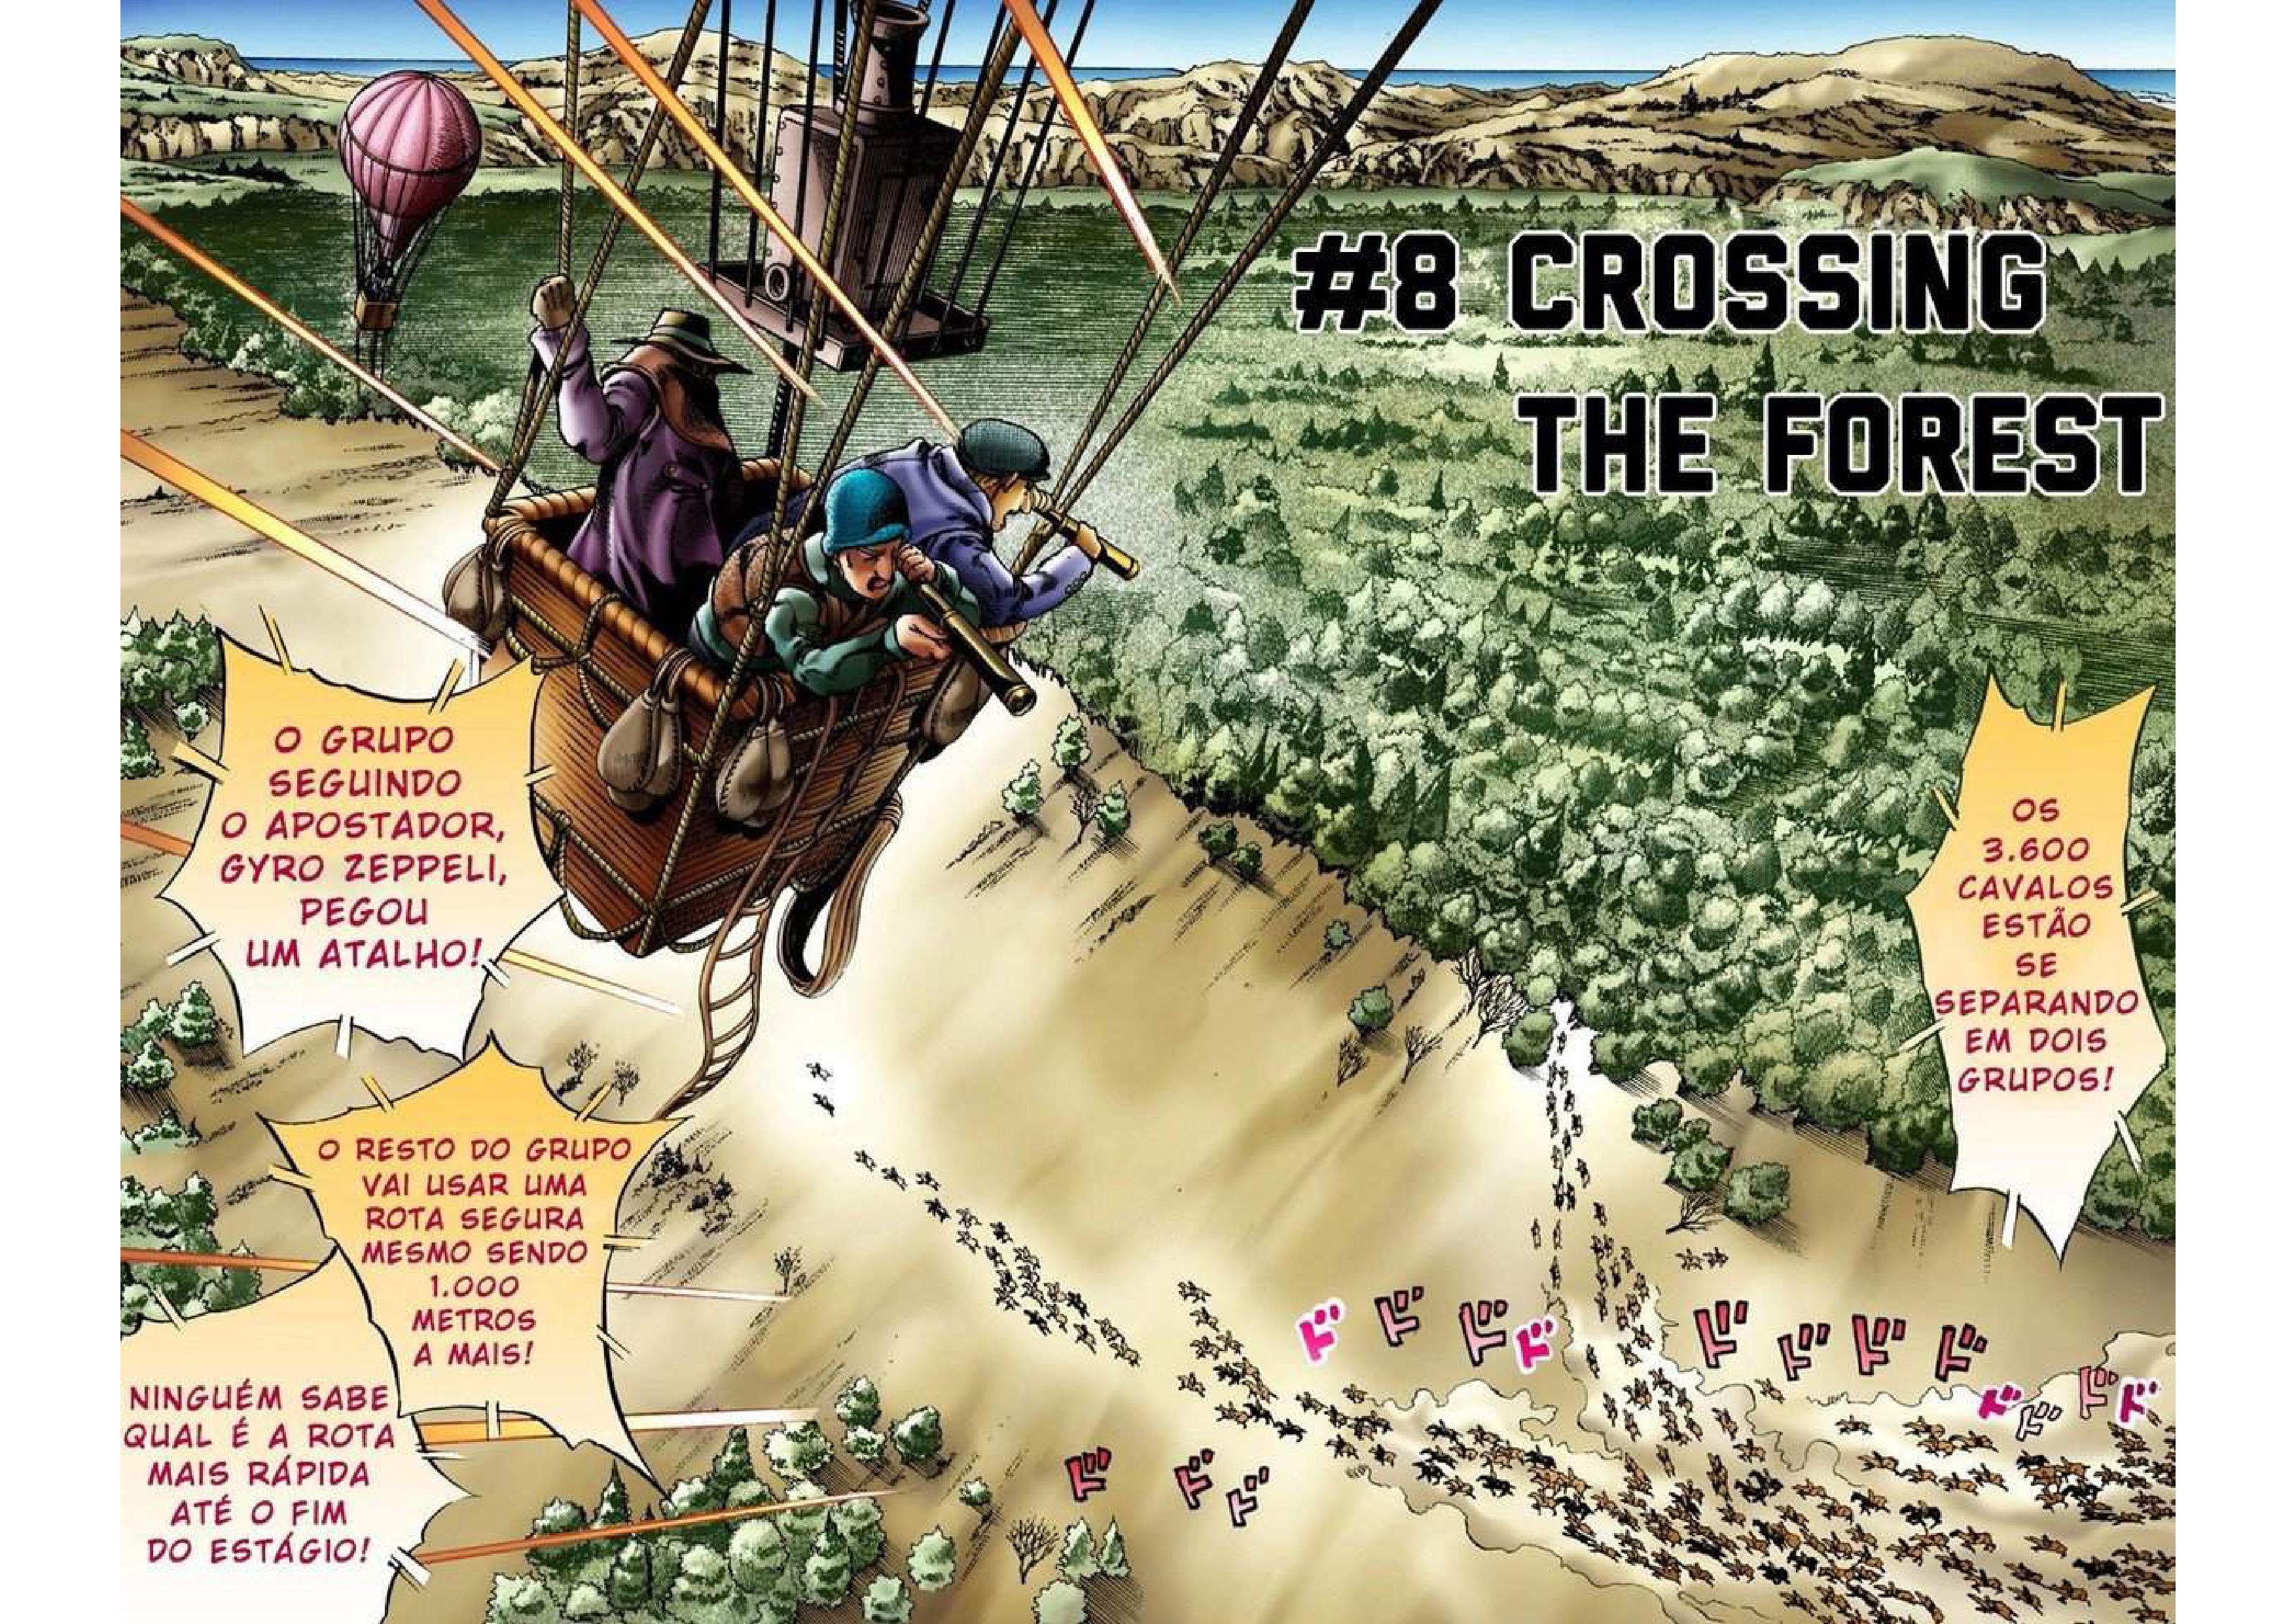 #8 CROSSING
THE FOREST
OS
3.600
CAVALOS
ESTÃO
SE
SEPARANDO
EM DOIS
GRUPOS!
O GRUPO
SEGUINDO
O APOSTADOR,
GYRO ZEPPELI,
PEGOU
UM ATALHO!
O RESTO DO GRUPO
VAI USAR UMA
ROTA SEGURA
MESMO SENDO
1.000
METROS
A MAIS!
NINGUÉM SABE
QUAL É A ROTA
MAIS RÁPIDA
ATÉ O FIM
DO ESTÁGIO!
ド ド ド ド ド ド ド ド ド ド ド ド
ド ド ド